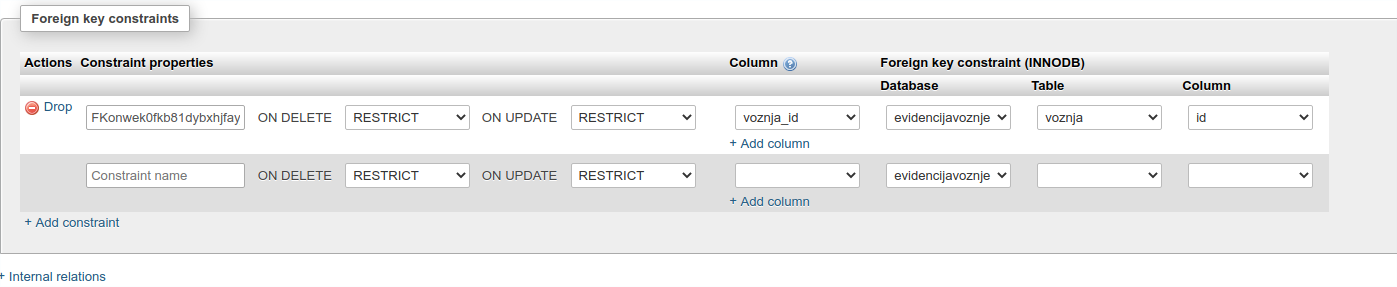 Foreign key constraints
Actions Constraint properties Column Foreign key constraint (INNODB)
Database Table Column
Drop FKonwek0fkb81dybxhjfay ON DELETE RESTRICT ON UPDATE RESTRICT voznja_id evidencijavoznje voznja id
+ Add column
Constraint name ON DELETE RESTRICT ON UPDATE RESTRICT evidencijavoznje
+ Add column
+ Add constraint
+ Internal relations